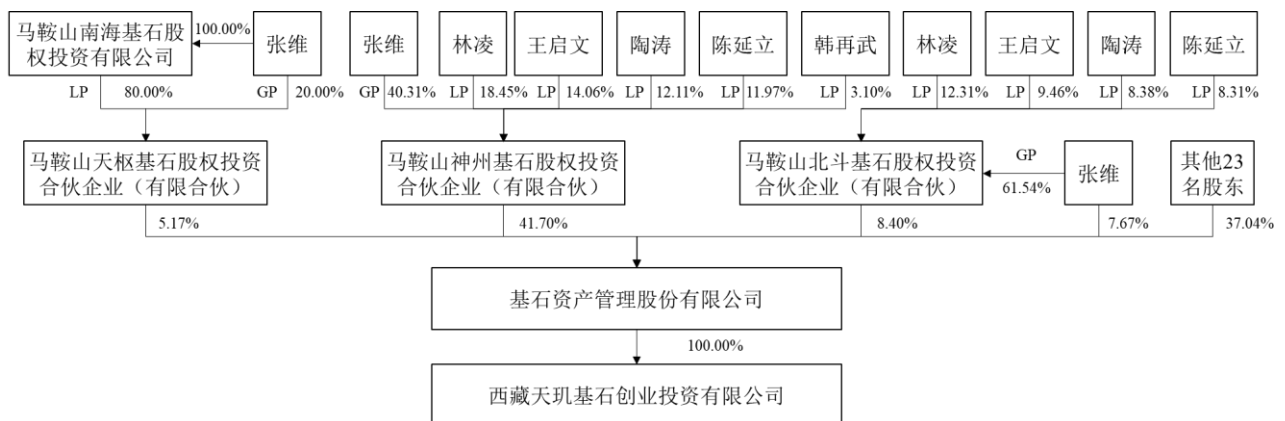 马鞍山南海基石股
权投资有限公司
100.00%
张维
张维
林凌
王启文
陶涛
陈延立
韩再武
林凌
王启文
陶涛
陈延立
LP
80.00%
GP
20.00%
GP
40.31%
LP
18.45%
LP
14.06%
LP
12.11%
LP
11.97%
LP
3.10%
LP
12.31%
LP
9.46%
LP
8.38%
LP
8.31%
马鞍山天枢基石股权投资
合伙企业（有限合伙）
马鞍山神州基石股权投资
合伙企业（有限合伙）
马鞍山北斗基石股权投资
合伙企业（有限合伙）
GP
61.54%
张维
其他23
名股东
5.17%
41.70%
8.40%
7.67%
37.04%
基石资产管理股份有限公司
100.00%
西藏天玑基石创业投资有限公司